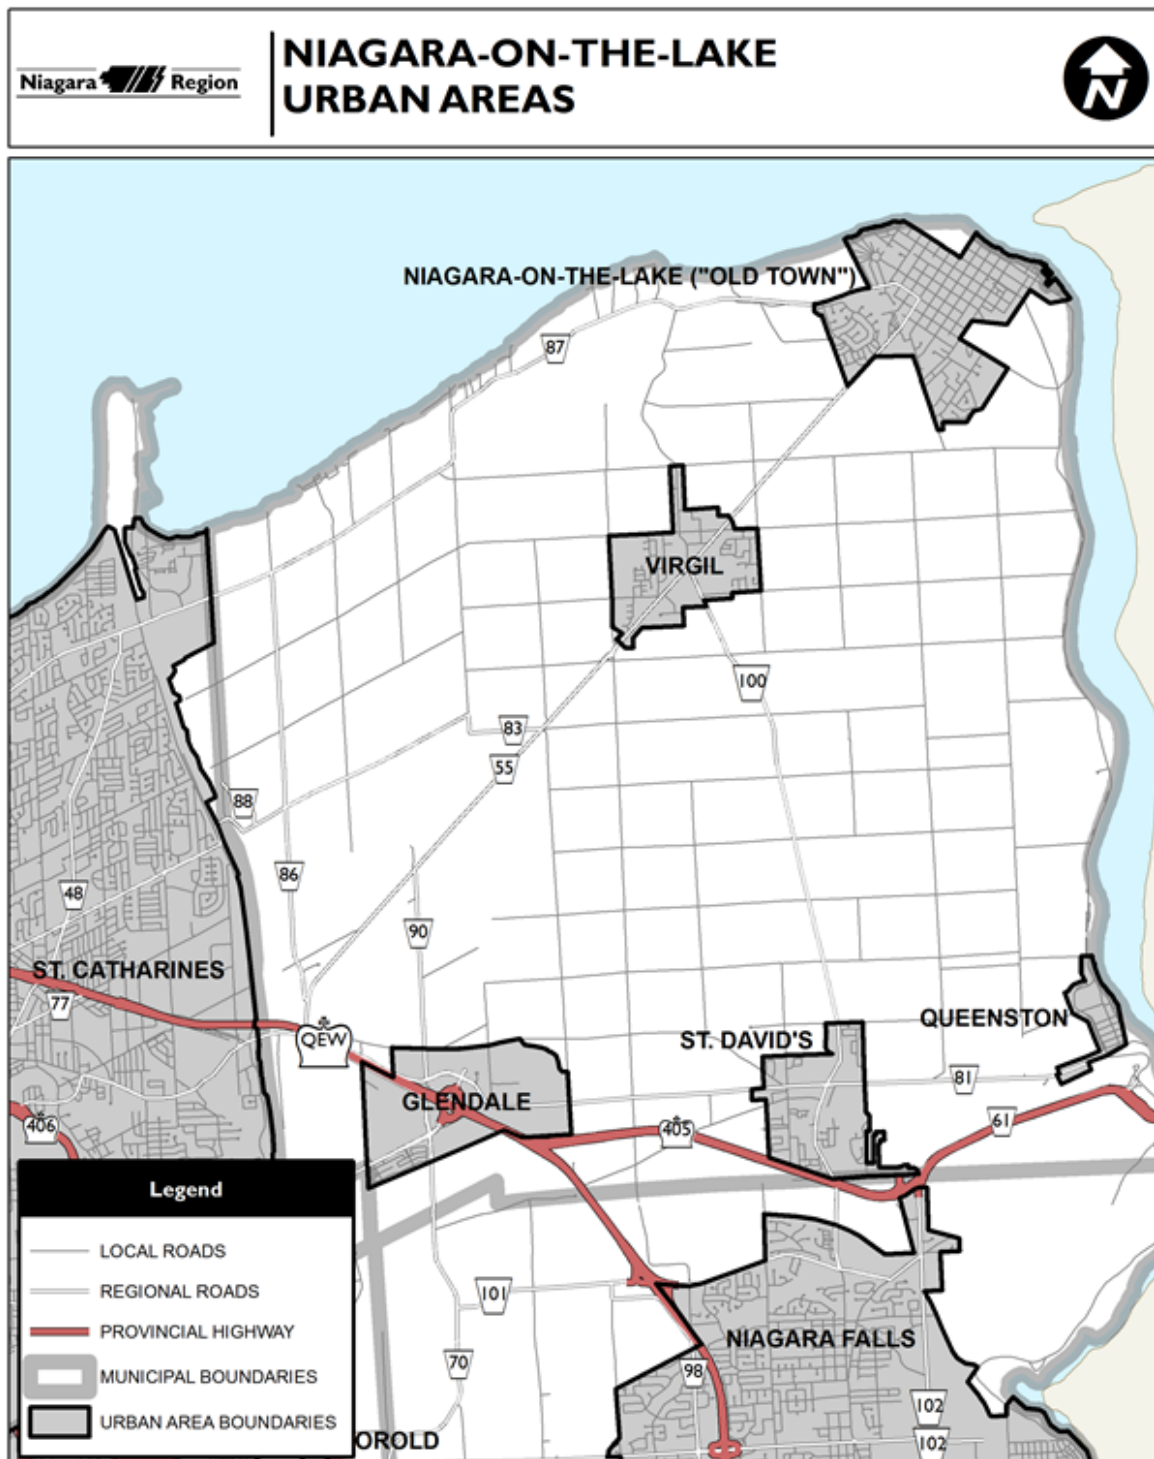 Niagara Region
NIAGARA-ON-THE-LAKE
URBAN AREAS
N
NIAGARA-ON-THE-LAKE ("OLD TOWN")
87
VIRGIL
100
83
55
88
86
48
90
ST. CATHARINES
77
QEW
QUEENSTON
ST. DAVID'S
81
GLENDALE
61
405
406
Legend
LOCAL ROADS
REGIONAL ROADS
PROVINCIAL HIGHWAY
MUNICIPAL BOUNDARIES
URBAN AREA BOUNDARIES
101
NIAGARA FALLS
70
98
102
102
OROLD